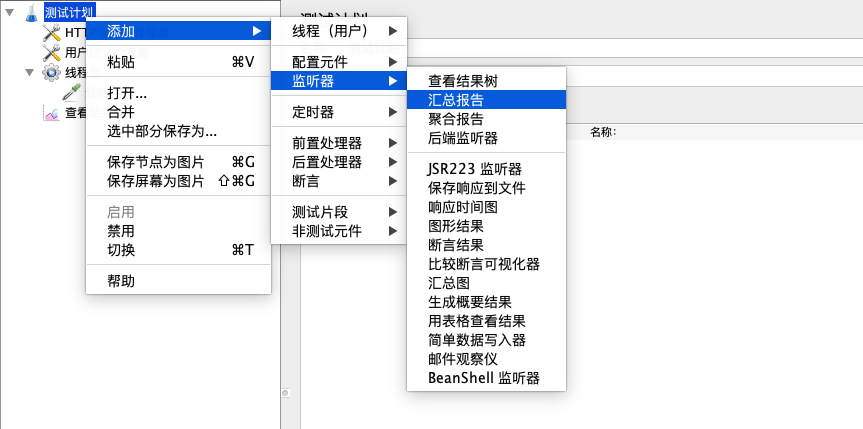 测试计划
HTT
用户
线程
查看
测试计划
名称：
添加
粘贴 ⌘V
打开...
合并
选中部分保存为...
保存节点为图片 ⌘G
保存屏幕为图片 ⇧⌘G
启用
禁用
切换 ⌘T
帮助
线程（用户）
配置元件
监听器
定时器
前置处理器
后置处理器
断言
测试片段
非测试元件
查看结果树
汇总报告
聚合报告
后端监听器
JSR223 监听器
保存响应到文件
响应时间图
图形结果
断言结果
比较断言可视化器
汇总图
生成概要结果
用表格查看结果
简单数据写入器
邮件观察仪
BeanShell 监听器